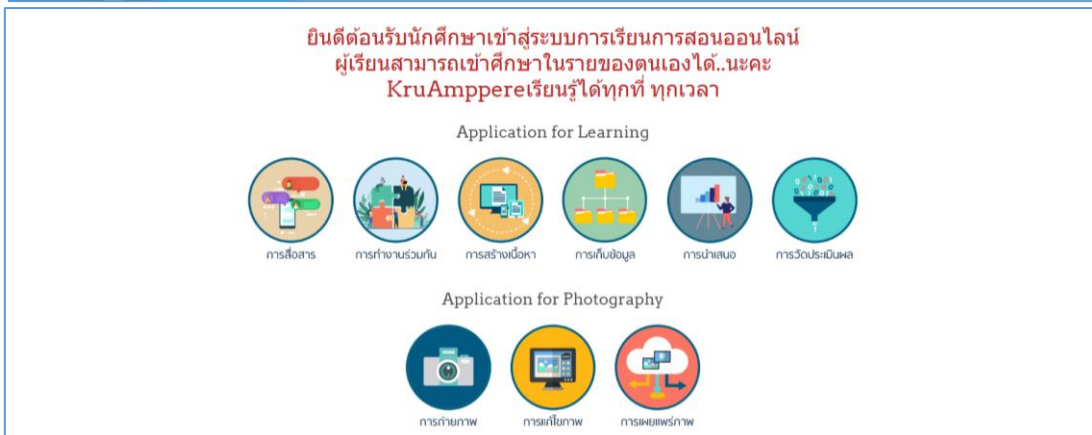 ยินดีต้อนรับนักศึกษาเข้าสู่ระบบการเรียนการสอนออนไลน์
ผู้เรียนสามารถเข้าศึกษาในรายของตนเองได้..นะคะ
KruAmppereเรียนรู้ได้ทุกที่ ทุกเวลา
Application for Learning
การสื่อสาร การทำงานร่วมกัน การสร้างเนื้อหา การเก็บข้อมูล การนำเสนอ การวัดประเมินผล
Application for Photography
การถ่ายภาพ การแก้ไขภาพ การเผยแพร่ภาพ